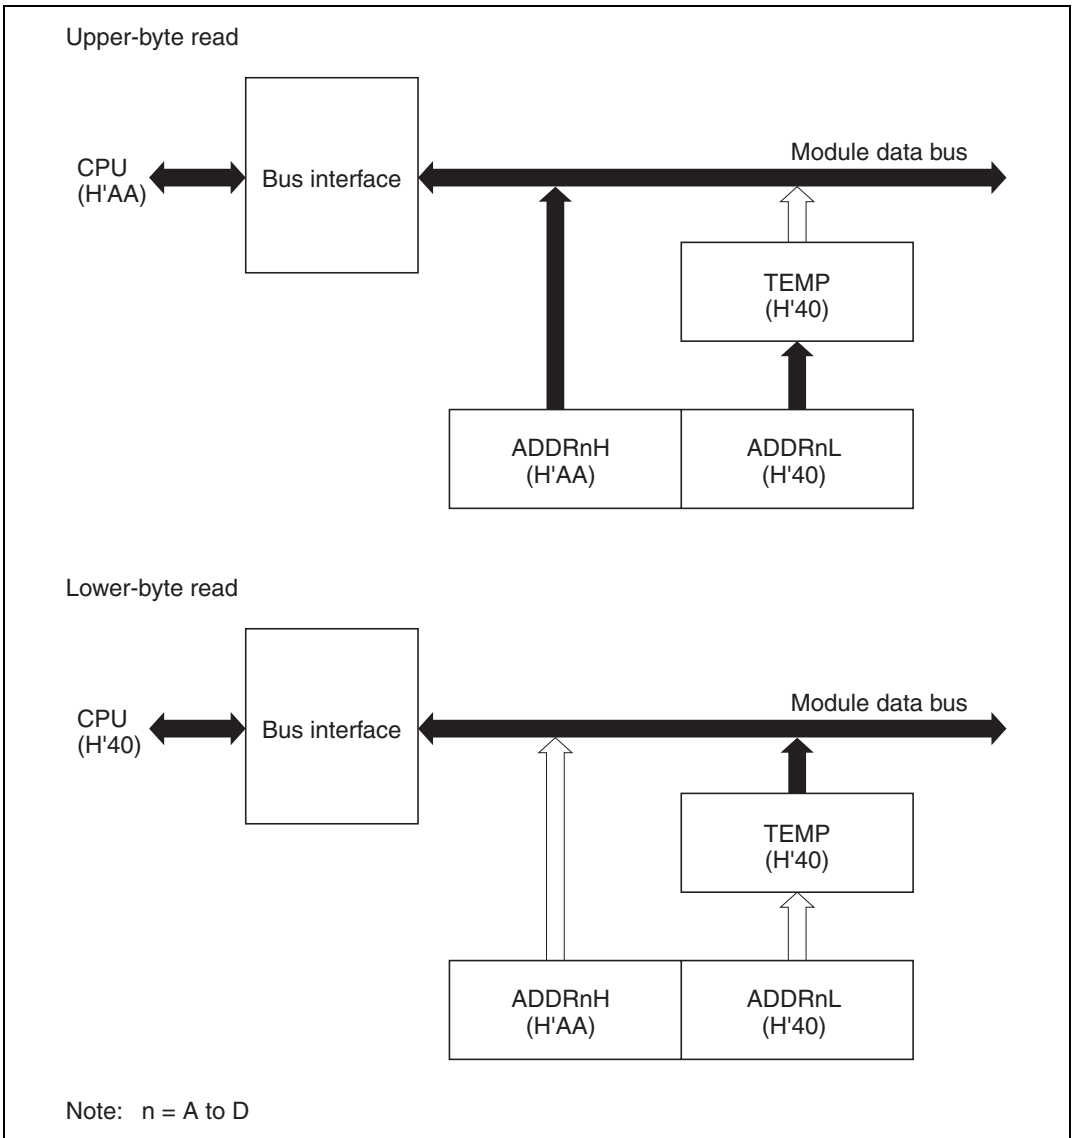 Upper-byte read
CPU
(H'AA)
Bus interface
Module data bus
TEMP
(H'40)
ADDRnH
(H'AA)
ADDRnL
(H'40)
Lower-byte read
CPU
(H'40)
Bus interface
Module data bus
TEMP
(H'40)
ADDRnH
(H'AA)
ADDRnL
(H'40)
Note: n = A to D